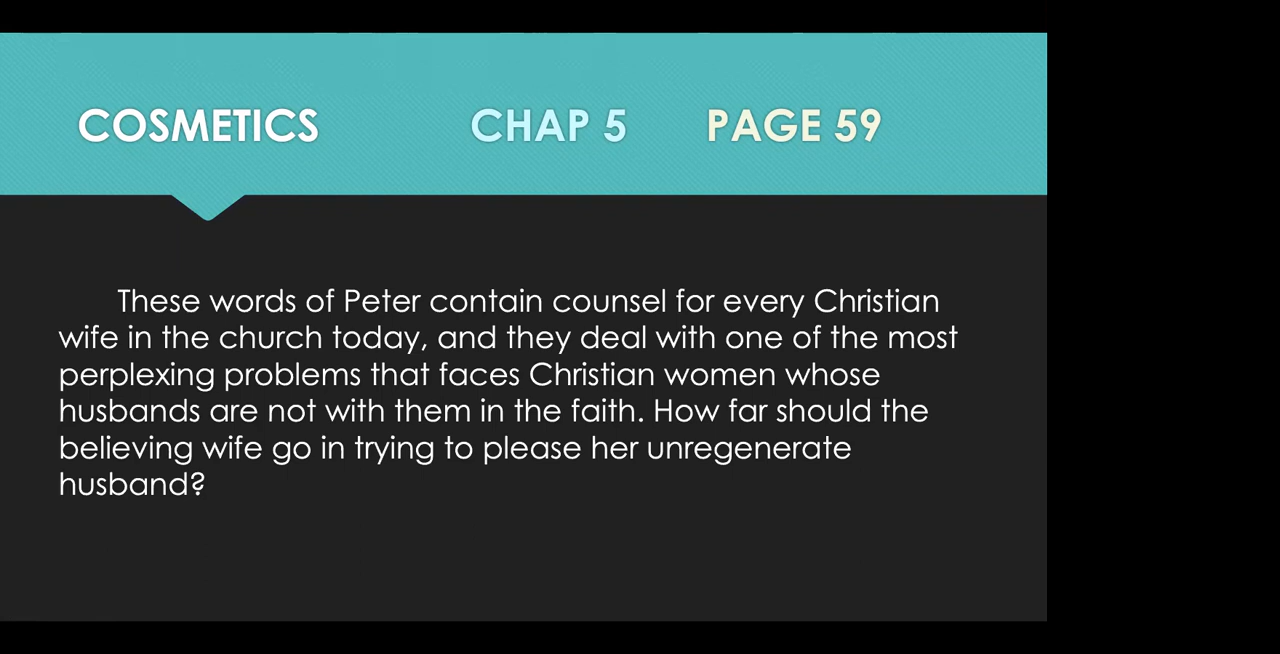 COSMETICS CHAP 5 PAGE 59
These words of Peter contain counsel for every Christian
wife in the church today, and they deal with one of the most
perplexing problems that faces Christian women whose
husbands are not with them in the faith. How far should the
believing wife go in trying to please her unregenerate
husband?